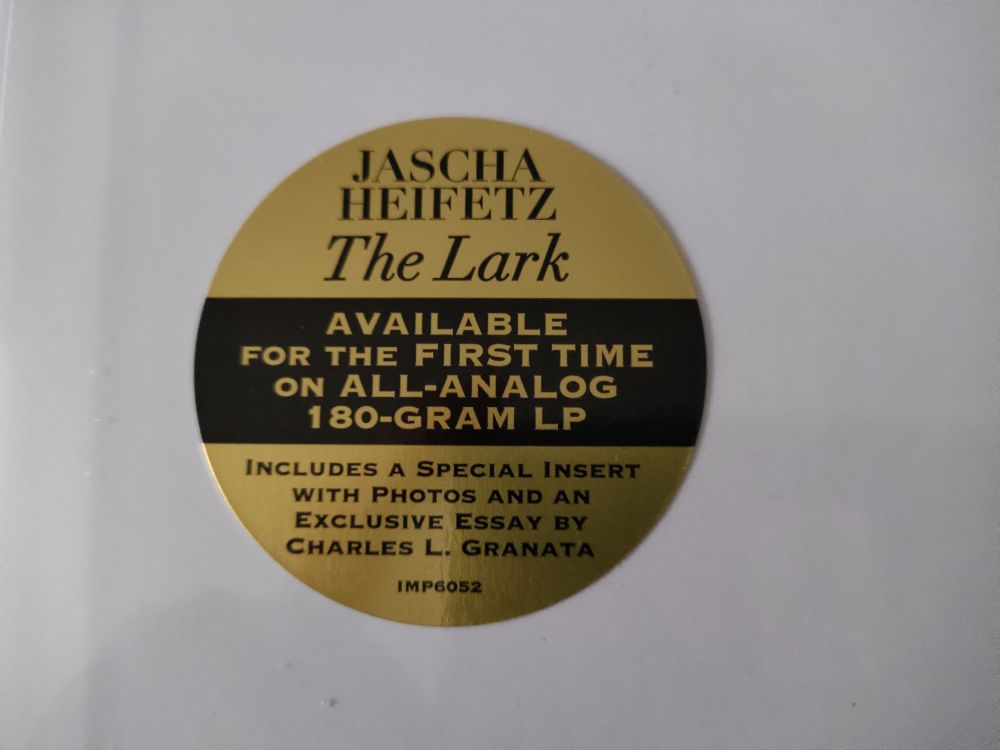 JASCHA
HEIFETZ
The Lark
AVAILABLE
FOR THE FIRST TIME
ON ALL-ANALOG
180-GRAM LP
INCLUDES A SPECIAL INSERT
WITH PHOTOS AND AN
EXCLUSIVE ESSAY BY
CHARLES L. GRANATA
IMP6052